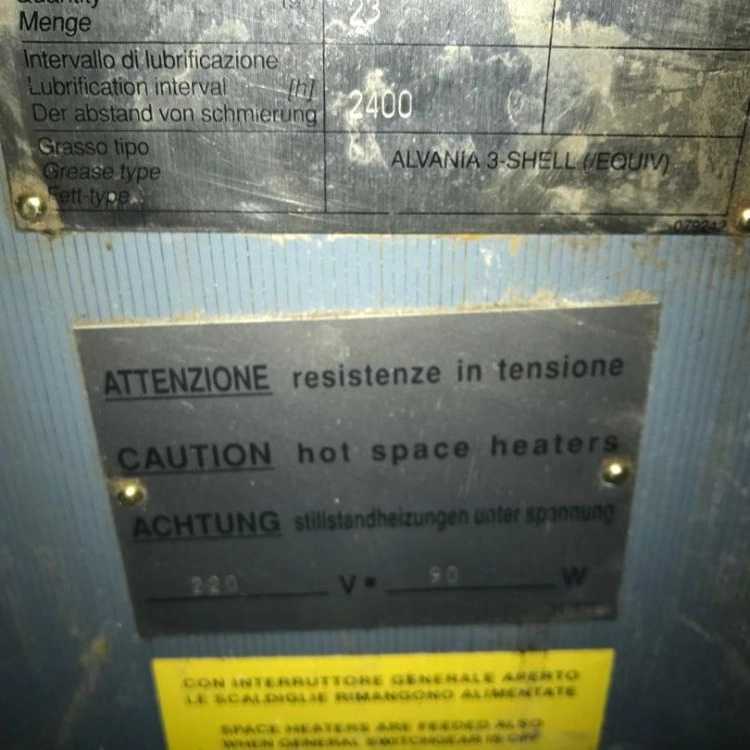 Quantity
Menge 23
Intervallo di lubrificazione
Lubrification interval [h] 2400
Der abstand von schmierung
Grasso tipo
Grease type ALVANIA 3-SHELL (/EQUIV)
Fett-type
ATTENZIONE resistenze in tensione
CAUTION hot space heaters
ACHTUNG stillstandheizungen unter spannung
220 V 90 W
CON INTERRUTTORE GENERALE APERTO
LE SCALDIGLIE RIMANGONO ALIMENTATE
SPACE HEATERS ARE FEEDED ALSO
WHEN GENERAL SWITCHGEAR IS OFF